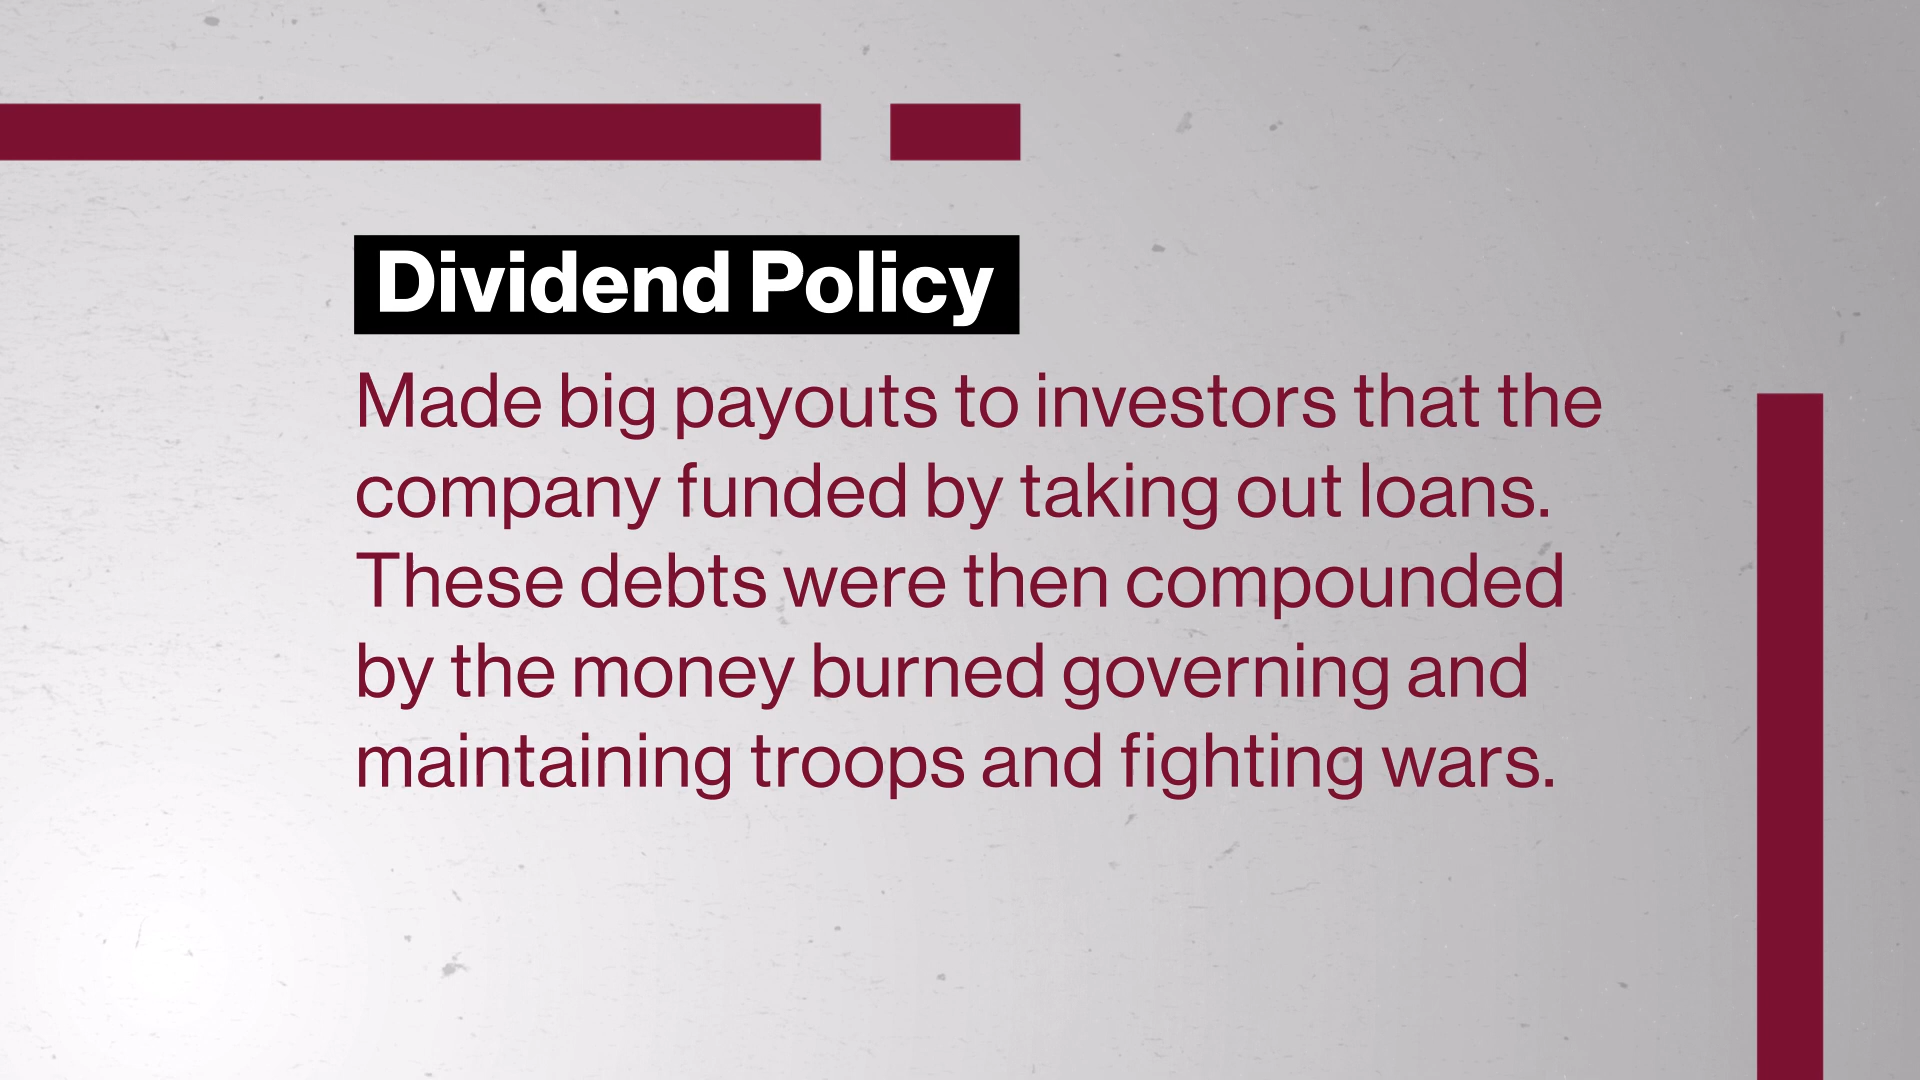 Dividend Policy
Made big payouts to investors that the
company funded by taking out loans.
These debts were then compounded
by the money burned governing and
maintaining troops and fighting wars.